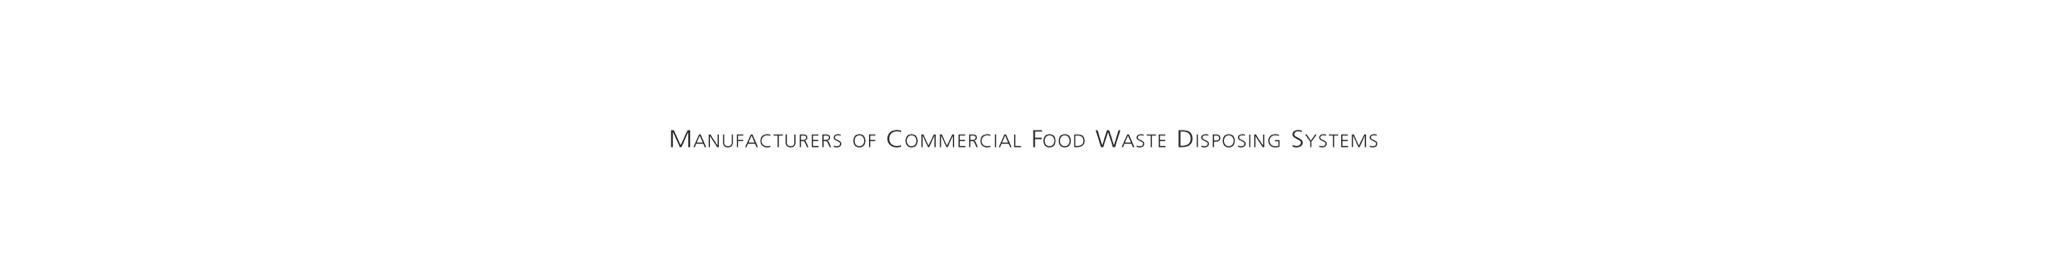 Manufacturers of Commercial Food Waste Disposing Systems